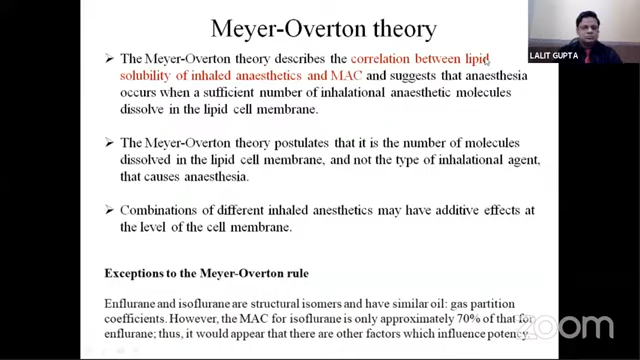 Meyer-Overton theory
LALIT GUPTA
The Meyer-Overton theory describes the correlation between lipid
solubility of inhaled anaesthetics and MAC and suggests that anaesthesia
occurs when a sufficient number of inhalational anaesthetic molecules
dissolve in the lipid cell membrane.
The Meyer-Overton theory postulates that it is the number of molecules
dissolved in the lipid cell membrane, and not the type of inhalational agent,
that causes anaesthesia.
Combinations of different inhaled anesthetics may have additive effects at
the level of the cell membrane.
Exceptions to the Meyer-Overton rule
Enflurane and isoflurane are structural isomers and have similar oil: gas partition
coefficients. However, the MAC for isoflurane is only approximately 70% of that for
enflurane; thus, it would appear that there are other factors which influence potency.
zoom